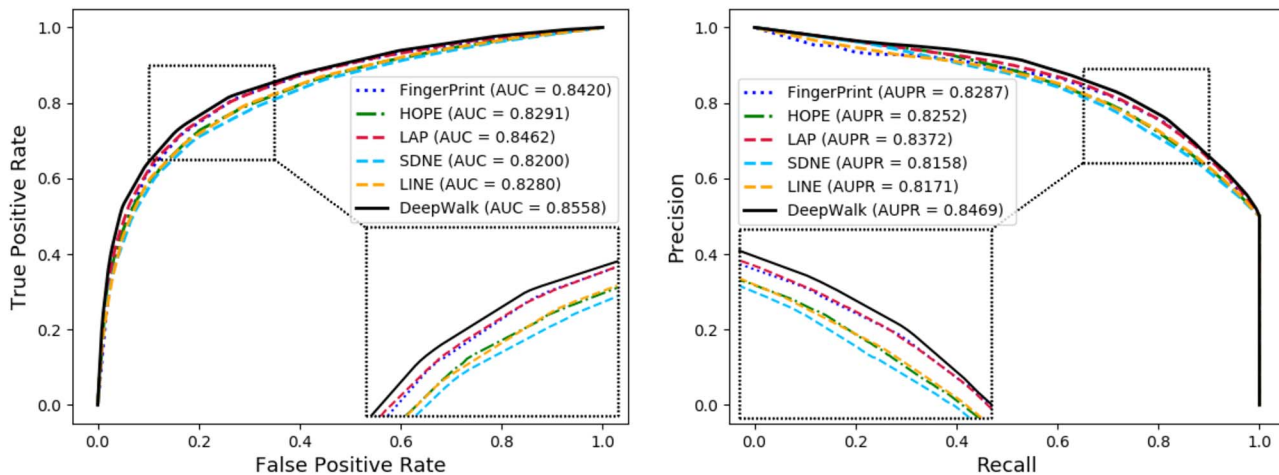 1.0
0.8
0.6
0.4
0.2
0.0
True Positive Rate
FingerPrint (AUC = 0.8420)
HOPE (AUC = 0.8291)
LAP (AUC = 0.8462)
SDNE (AUC = 0.8200)
LINE (AUC = 0.8280)
DeepWalk (AUC = 0.8558)
0.0 0.2 0.4 0.6 0.8 1.0
False Positive Rate
1.0
0.8
0.6
0.4
0.2
0.0
Precision
FingerPrint (AUPR = 0.8287)
HOPE (AUPR = 0.8252)
LAP (AUPR = 0.8372)
SDNE (AUPR = 0.8158)
LINE (AUPR = 0.8171)
DeepWalk (AUPR = 0.8469)
0.0 0.2 0.4 0.6 0.8 1.0
Recall